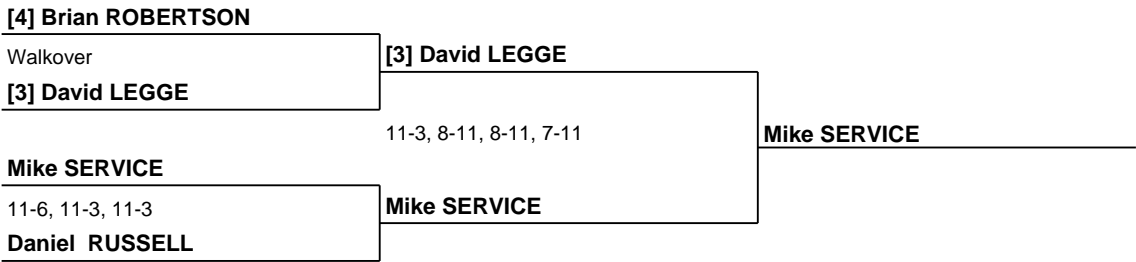 [4] Brian ROBERTSON
Walkover
[3] David LEGGE
[3] David LEGGE
11-3, 8-11, 8-11, 7-11
Mike SERVICE
Mike SERVICE
11-6, 11-3, 11-3
Mike SERVICE
Daniel RUSSELL